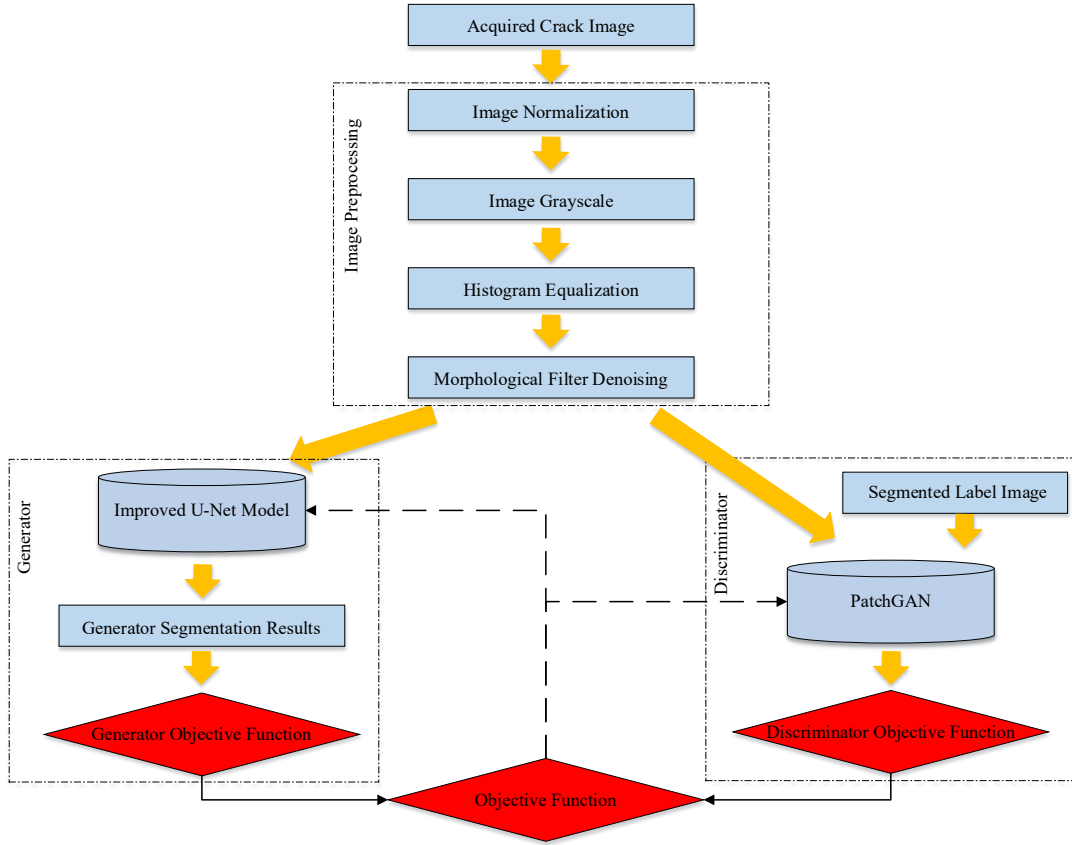 Acquired Crack Image
Image Preprocessing
Image Normalization
Image Grayscale
Histogram Equalization
Morphological Filter Denoising
Generator
Improved U-Net Model
Generator Segmentation Results
Generator Objective Function
Discriminator
Segmented Label Image
PatchGAN
Discriminator Objective Function
Objective Function